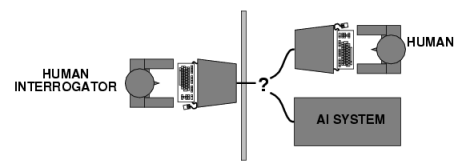 HUMAN
INTERROGATOR
?
HUMAN
AI SYSTEM